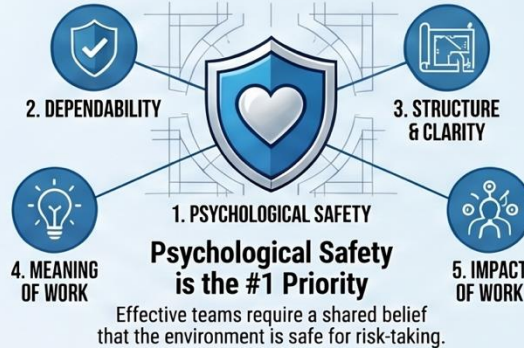 2. DEPENDABILITY
3. STRUCTURE
& CLARITY
1. PSYCHOLOGICAL SAFETY
4. MEANING
OF WORK
Psychological Safety
is the #1 Priority
5. IMPACT
OF WORK
Effective teams require a shared belief
that the environment is safe for risk-taking.